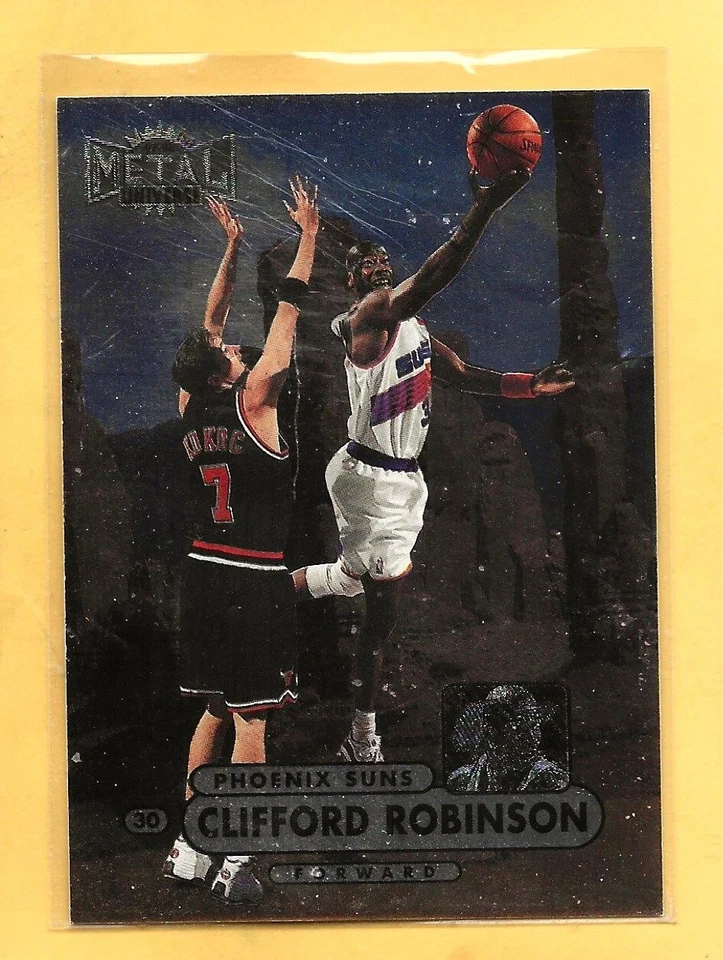 METAL
UNIVERSE
SUNS
KUKOC
7
PHOENIX SUNS
30
CLIFFORD ROBINSON
FORWARD